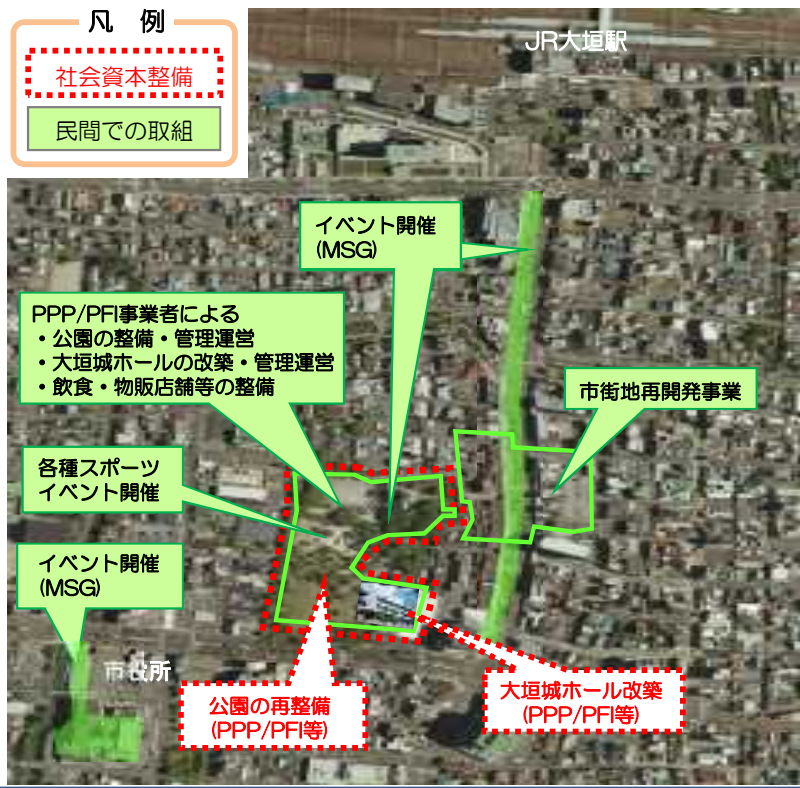 凡 例
社会資本整備
民間での取組
JR大垣駅
イベント開催
(MSG)
PPP/PFI事業者による
・公園の整備・管理運営
・大垣城ホールの改築・管理運営
・飲食・物販店舗等の整備
市街地再開発事業
各種スポーツ
イベント開催
イベント開催
(MSG)
市役所
公園の再整備
(PPP/PFI等)
大垣城ホール改築
(PPP/PFI等)